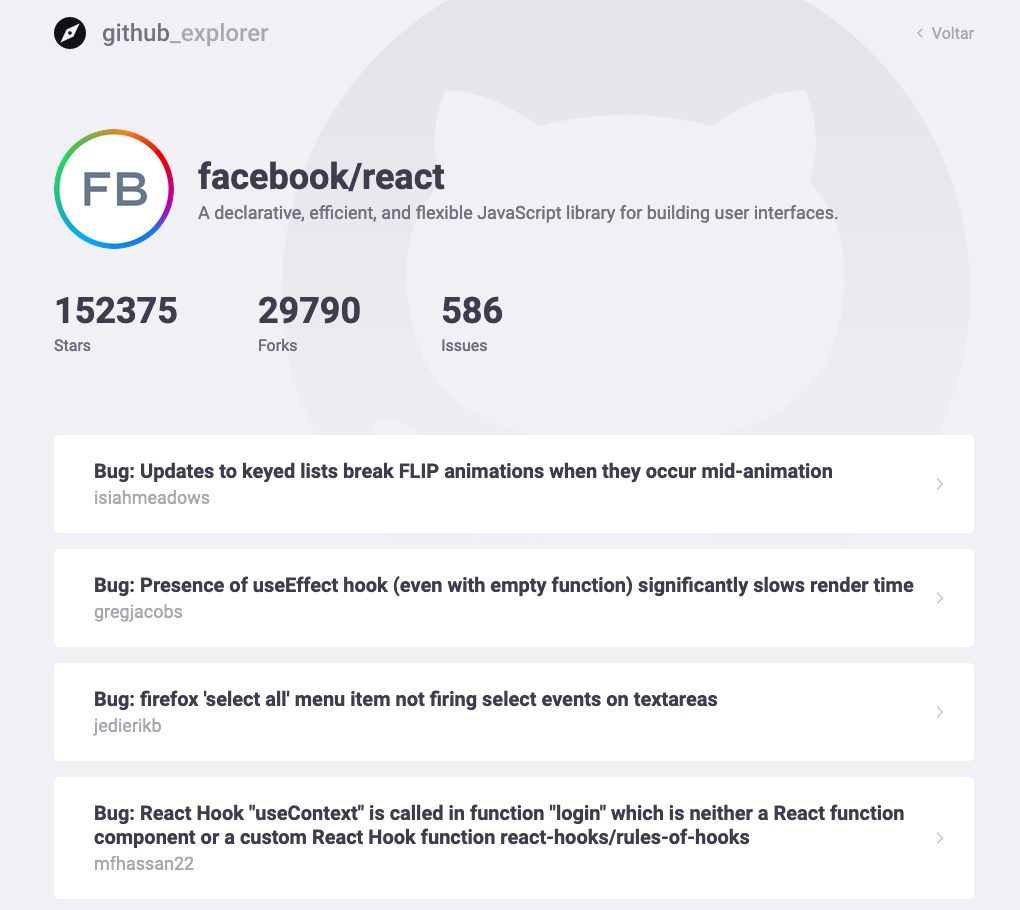 github_explorer
Voltar
FB
facebook/react
A declarative, efficient, and flexible JavaScript library for building user interfaces.
152375
Stars
29790
Forks
586
Issues
Bug: Updates to keyed lists break FLIP animations when they occur mid-animation
isiahmeadows
Bug: Presence of useEffect hook (even with empty function) significantly slows render time
gregjacobs
Bug: firefox 'select all' menu item not firing select events on textareas
jedierikb
Bug: React Hook "useContext" is called in function "login" which is neither a React function
component or a custom React Hook function react-hooks/rules-of-hooks
mfhassan22